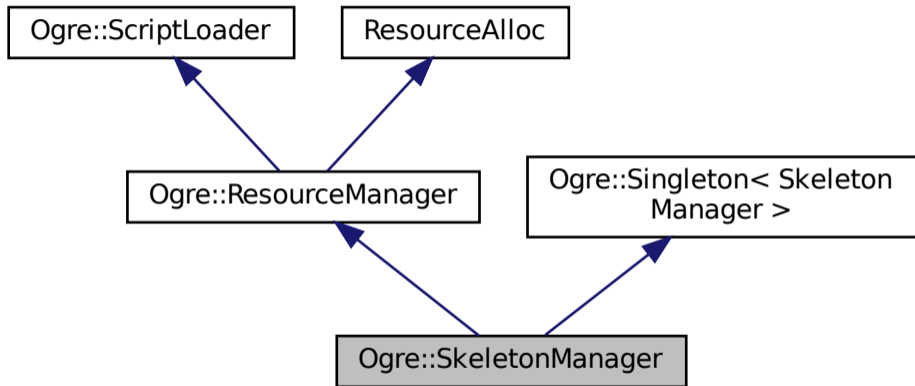 Ogre::ScriptLoader
ResourceAlloc
Ogre::ResourceManager
Ogre::Singleton< Skeleton
Manager >
Ogre::SkeletonManager